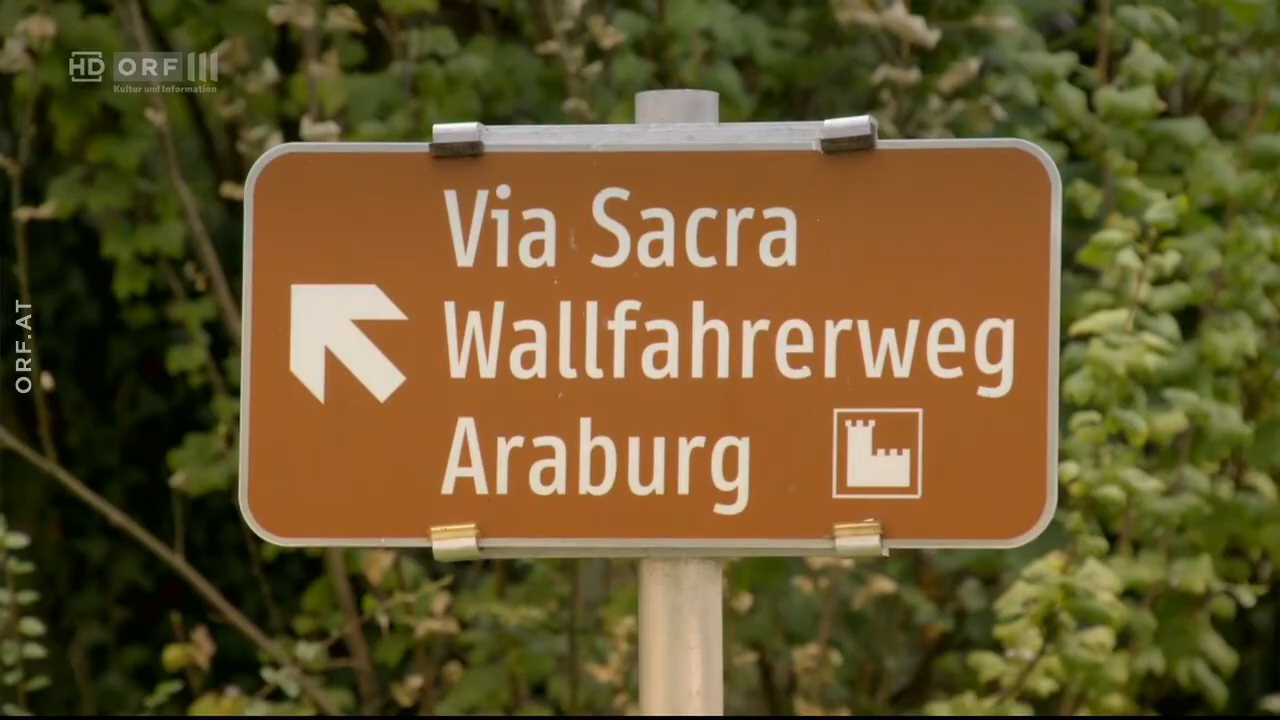 HD ORF III
Kultur und Information
ORF.AT
Via Sacra
Wallfahrerweg
Araburg